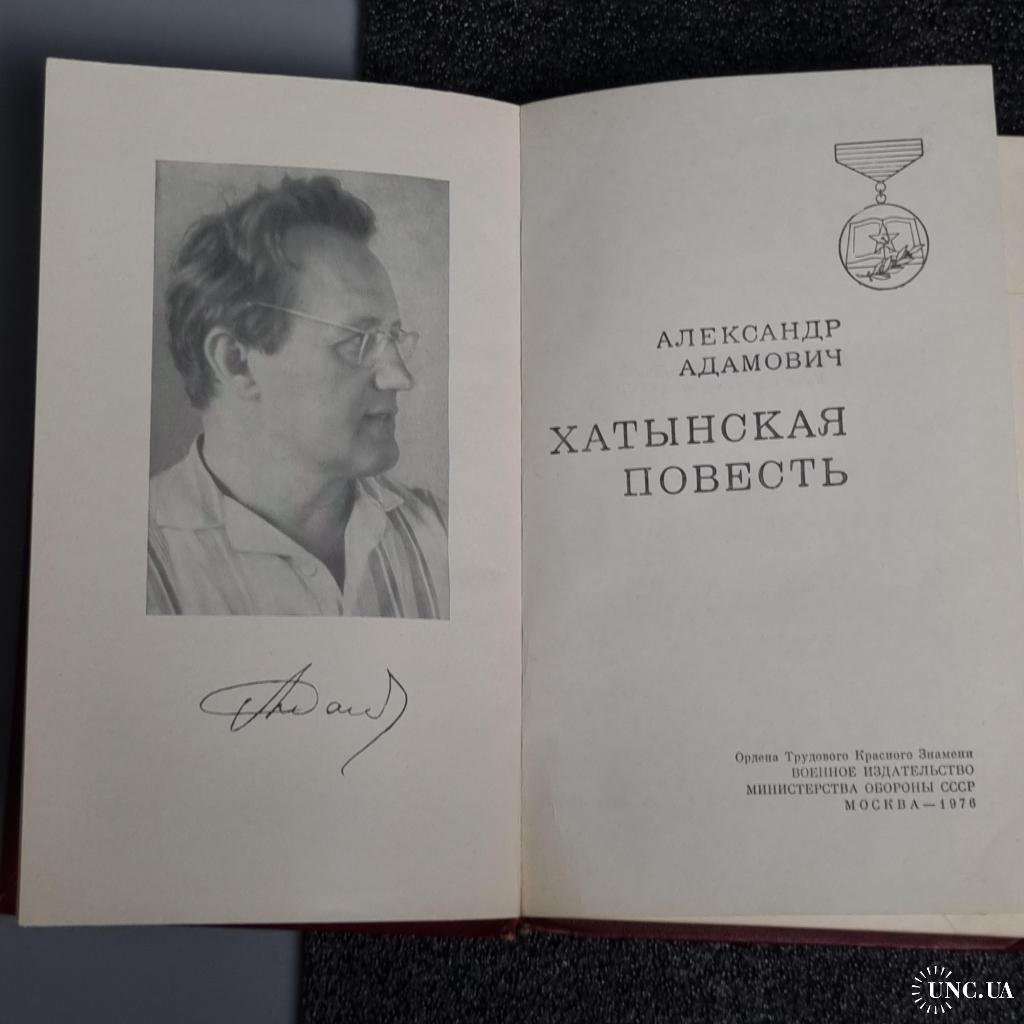 АЛЕКСАНДР
АДАМОВИЧ
ХАТЫНСКАЯ
ПОВЕСТЬ
Ордена Трудового Красного Знамени
ВОЕННОЕ ИЗДАТЕЛЬСТВО
МИНИСТЕРСТВА ОБОРОНЫ СССР
МОСКВА—1976
UNC.UA